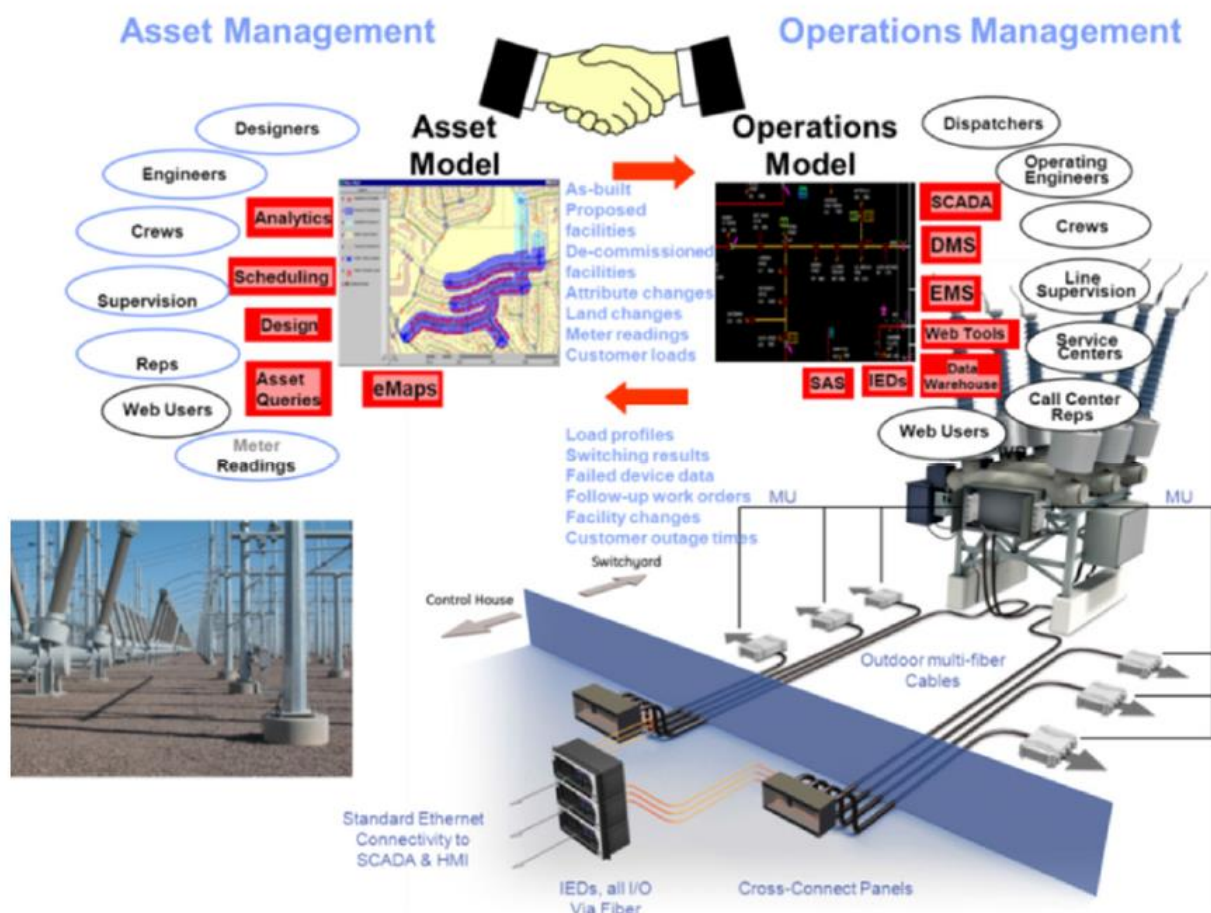 Asset Management
Operations Management
Designers
Engineers
Crews
Supervision
Reps
Web Users
Meter
Readings
Analytics
Scheduling
Design
Asset
Queries
eMaps
Asset
Model
As-built
Proposed
facilities
De-commissioned
facilities
Attribute changes
Land changes
Meter readings
Customer loads
Load profiles
Switching results
Failed device data
Follow-up work orders
Facility changes
Customer outage times
Operations
Model
SCADA
DMS
EMS
Web Tools
Data
Warehouse
IEDs
SAS
Dispatchers
Operating
Engineers
Crews
Line
Supervision
Service
Centers
Call Center
Reps
Web Users
MU
MU
Switchyard
Control House
Outdoor multi-fiber
Cables
Standard Ethernet
Connectivity to
SCADA & HMI
IEDs, all I/O
Via Fiber
Cross-Connect Panels